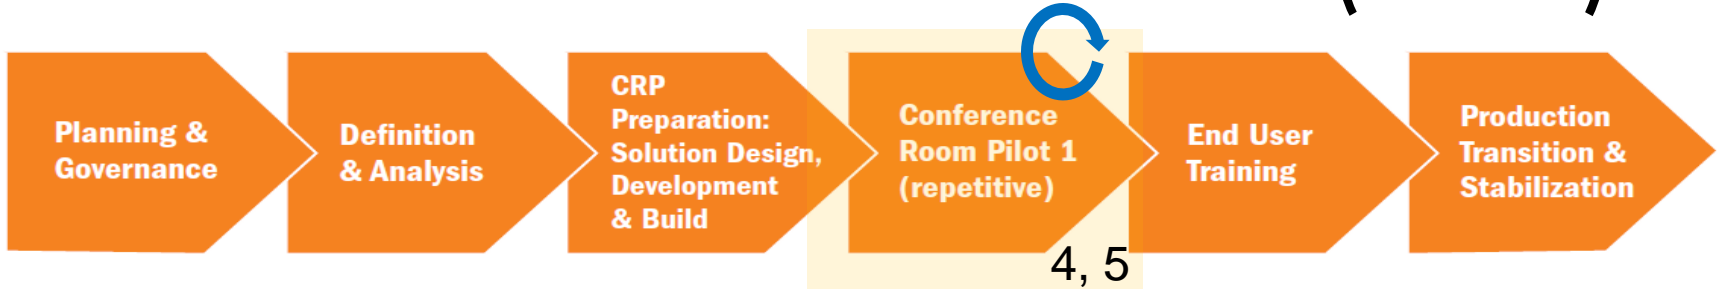 Planning &
Governance
Definition
& Analysis
CRP
Preparation:
Solution Design,
Development
& Build
Conference
Room Pilot 1
(repetitive)
4, 5
End User
Training
Production
Transition &
Stabilization